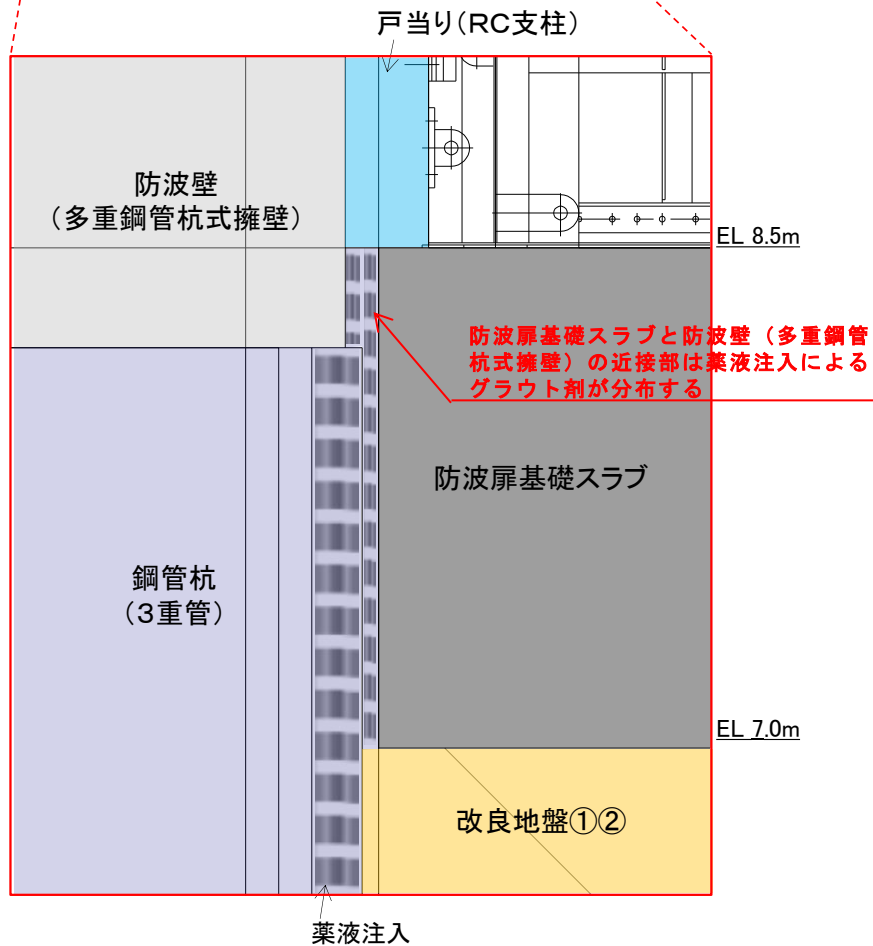 戸当り(RC支柱)
防波壁
(多重鋼管杭式擁壁)
EL 8.5m
防波扉基礎スラブと防波壁（多重鋼管
杭式擁壁）の近接部は薬液注入による
グラウト剤が分布する
防波扉基礎スラブ
鋼管杭
(3重管)
EL 7.0m
改良地盤①②
薬液注入